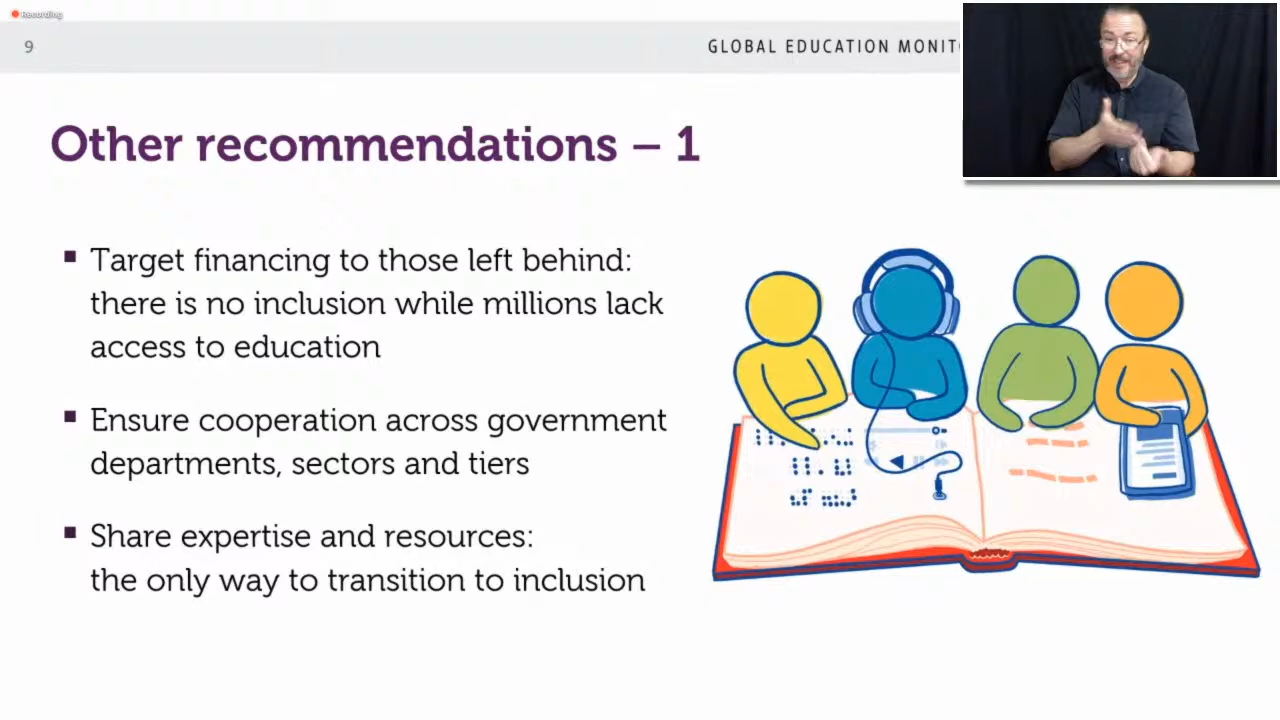 Recording
9
GLOBAL EDUCATION MONIT
Other recommendations – 1
▪ Target financing to those left behind:
there is no inclusion while millions lack
access to education
▪ Ensure cooperation across government
departments, sectors and tiers
▪ Share expertise and resources:
the only way to transition to inclusion